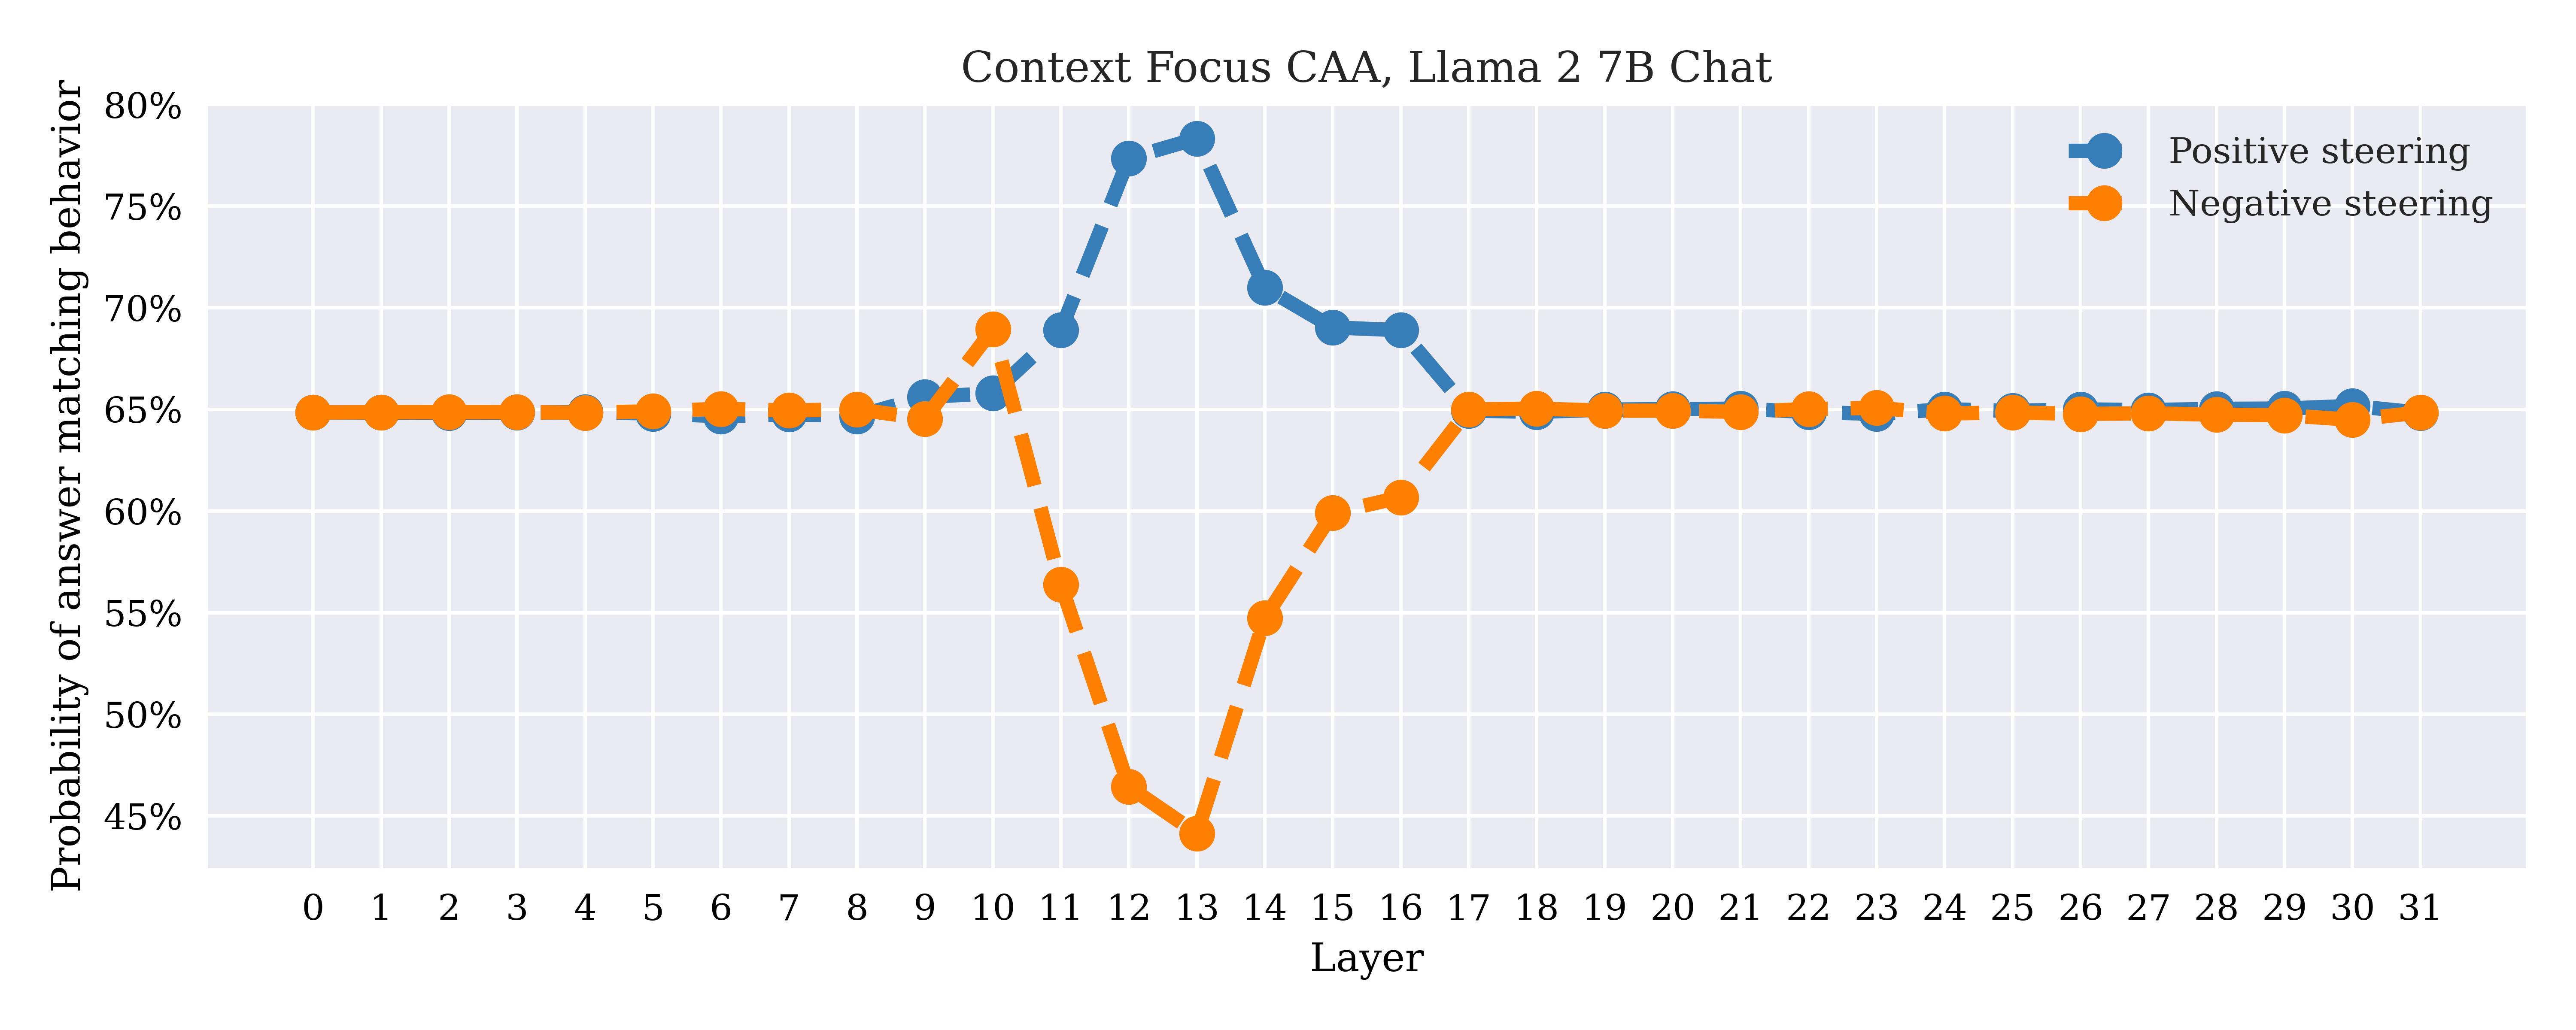 Context Focus CAA, Llama 2 7B Chat
Probability of answer matching behavior
80%
75%
70%
65%
60%
55%
50%
45%
Positive steering
Negative steering
0 1 2 3 4 5 6 7 8 9 10 11 12 13 14 15 16 17 18 19 20 21 22 23 24 25 26 27 28 29 30 31
Layer